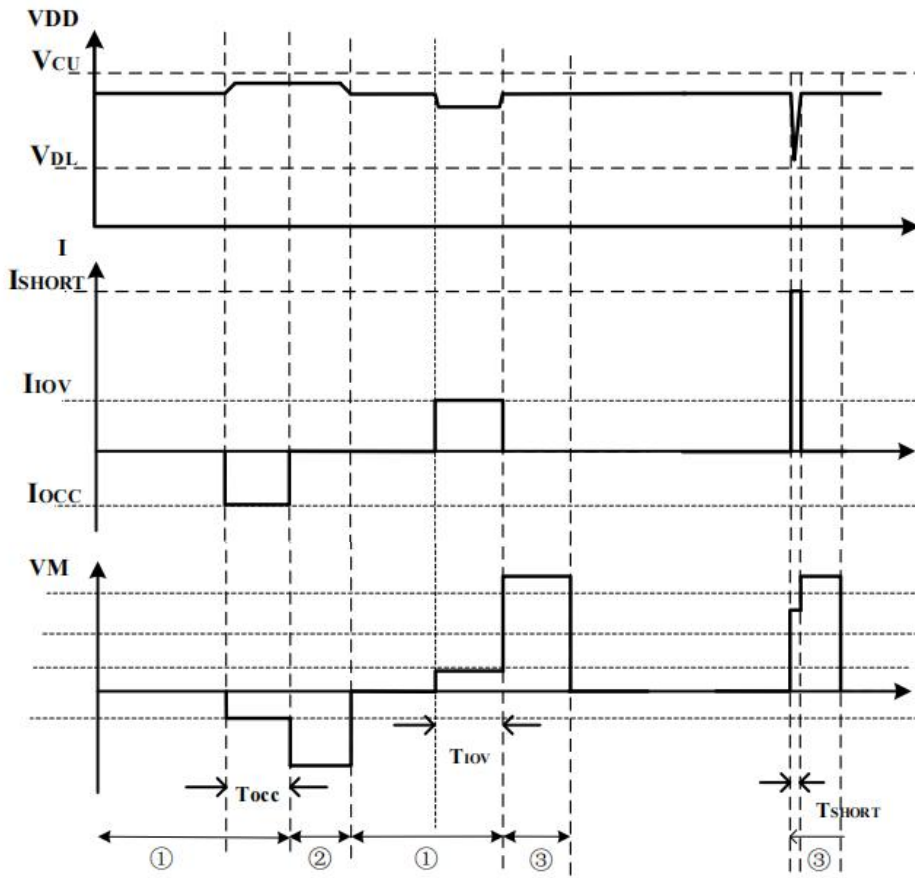 VDD
VCU
VDL
I
ISHORT
IIOV
IOCC
VM
TIOV
TOCC
TSHORT
① ② ① ③ ③